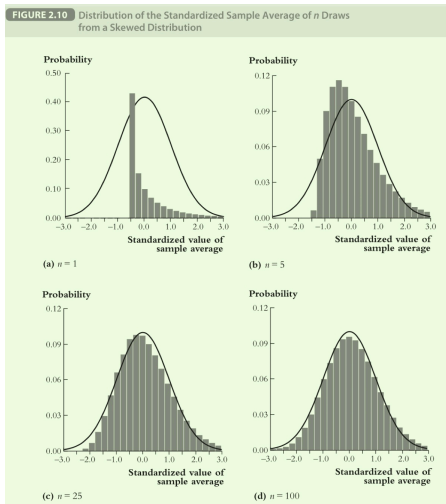 FIGURE 2.10 Distribution of the Standardized Sample Average of n Draws
from a Skewed Distribution
Probability
0.50
0.40
0.30
0.20
0.10
0.00
–3.0 –2.0 –1.0 0.0 1.0 2.0 3.0
Standardized value of
sample average
(a) n = 1
Probability
0.12
0.09
0.06
0.03
0.00
–3.0 –2.0 –1.0 0.0 1.0 2.0 3.0
Standardized value of
sample average
(b) n = 5
Probability
0.12
0.09
0.06
0.03
0.00
–3.0 –2.0 –1.0 0.0 1.0 2.0 3.0
Standardized value of
sample average
(c) n = 25
Probability
0.12
0.09
0.06
0.03
0.00
–3.0 –2.0 –1.0 0.0 1.0 2.0 3.0
Standardized value of
sample average
(d) n = 100